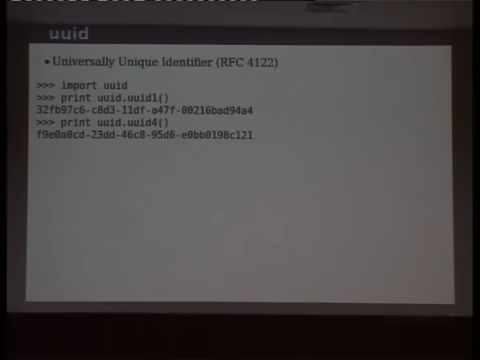 uuid
▪ Universally Unique Identifier (RFC 4122)
>>> import uuid
>>> print uuid.uuid1()
32fb97c6-c8d3-11df-a47f-00216bad94a4
>>> print uuid.uuid4()
f9e0a0cd-23dd-46c8-95d6-e0bb0198c121